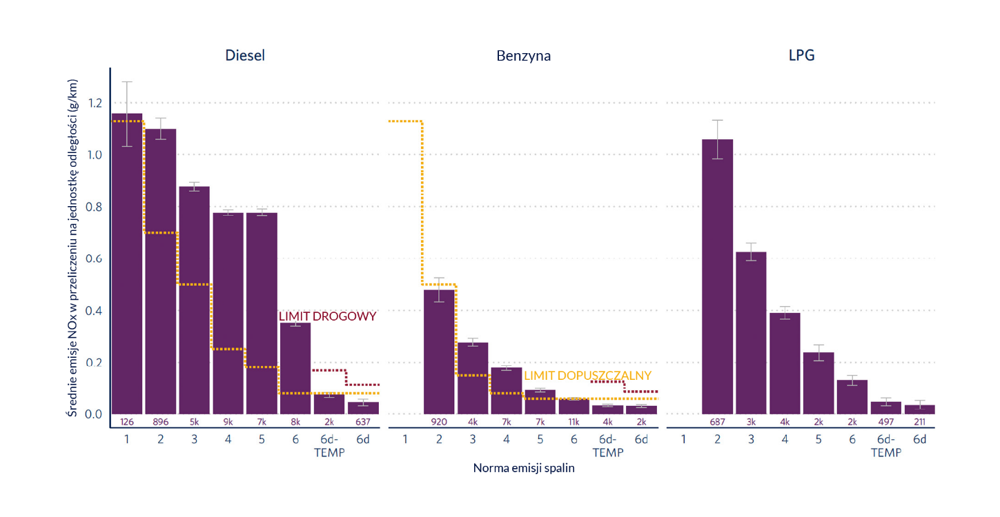 Diesel
Benzyna
LPG
Średnie emisje NOx w przeliczeniu na jednostkę odległości (g/km)
1.2
1.0
0.8
0.6
0.4
0.2
0.0
LIMIT DROGOWY
LIMIT DOPUSZCZALNY
126 896 5k 9k 7k 8k 2k 637
920 4k 7k 7k 11k 4k 2k
687 3k 4k 2k 2k 497 211
1 2 3 4 5 6 6d-TEMP 6d
1 2 3 4 5 6 6d-TEMP 6d
1 2 3 4 5 6 6d-TEMP 6d
Norma emisji spalin